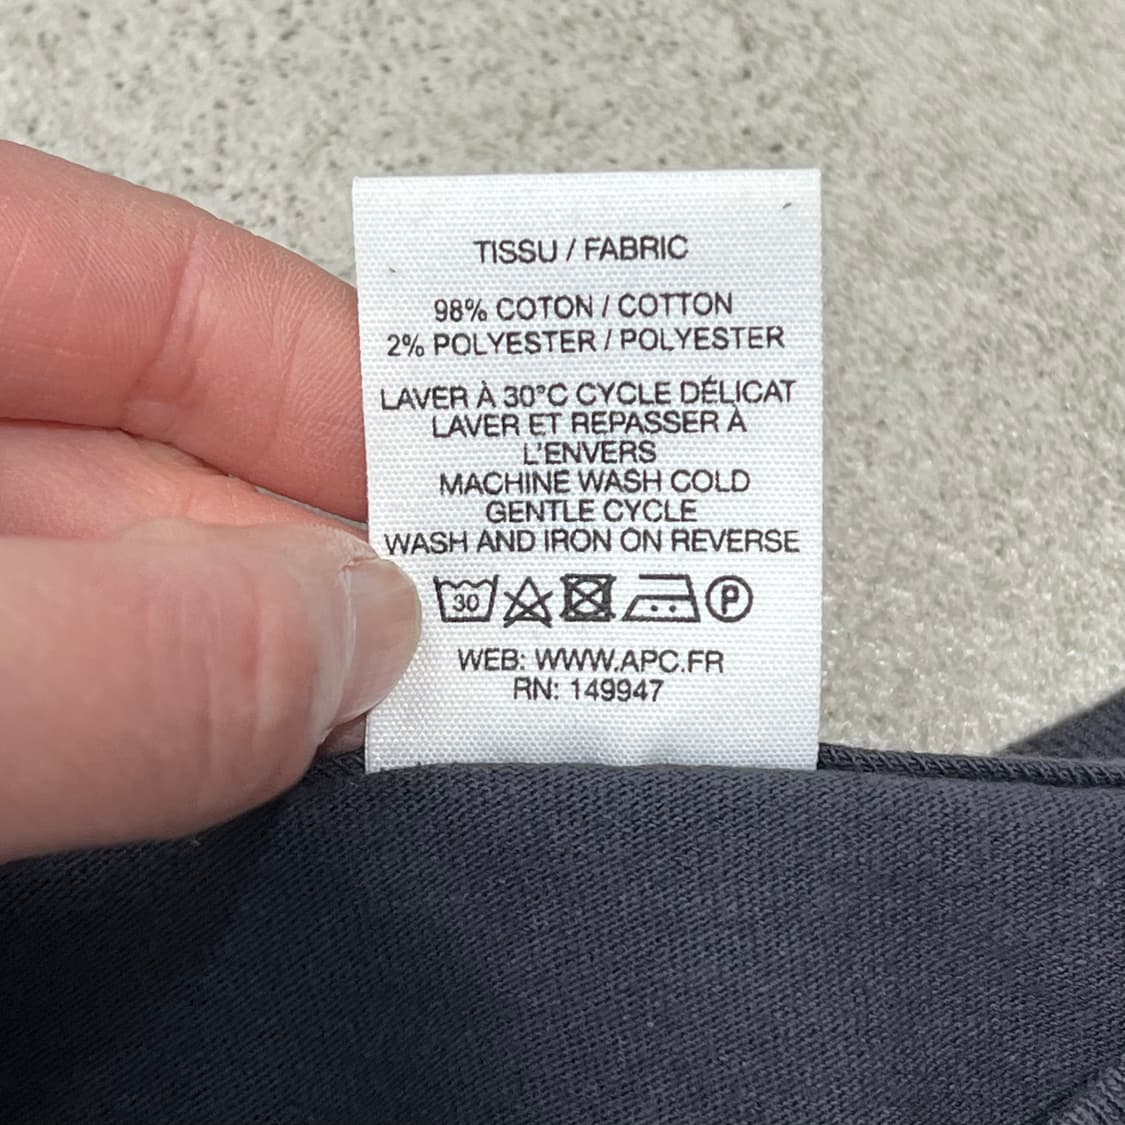 TISSU / FABRIC
98% COTON / COTTON
2% POLYESTER / POLYESTER
LAVER À 30°C CYCLE DÉLICAT
LAVER ET REPASSER À
L'ENVERS
MACHINE WASH COLD
GENTLE CYCLE
WASH AND IRON ON REVERSE
30 P
WEB: WWW.APC.FR
RN: 149947